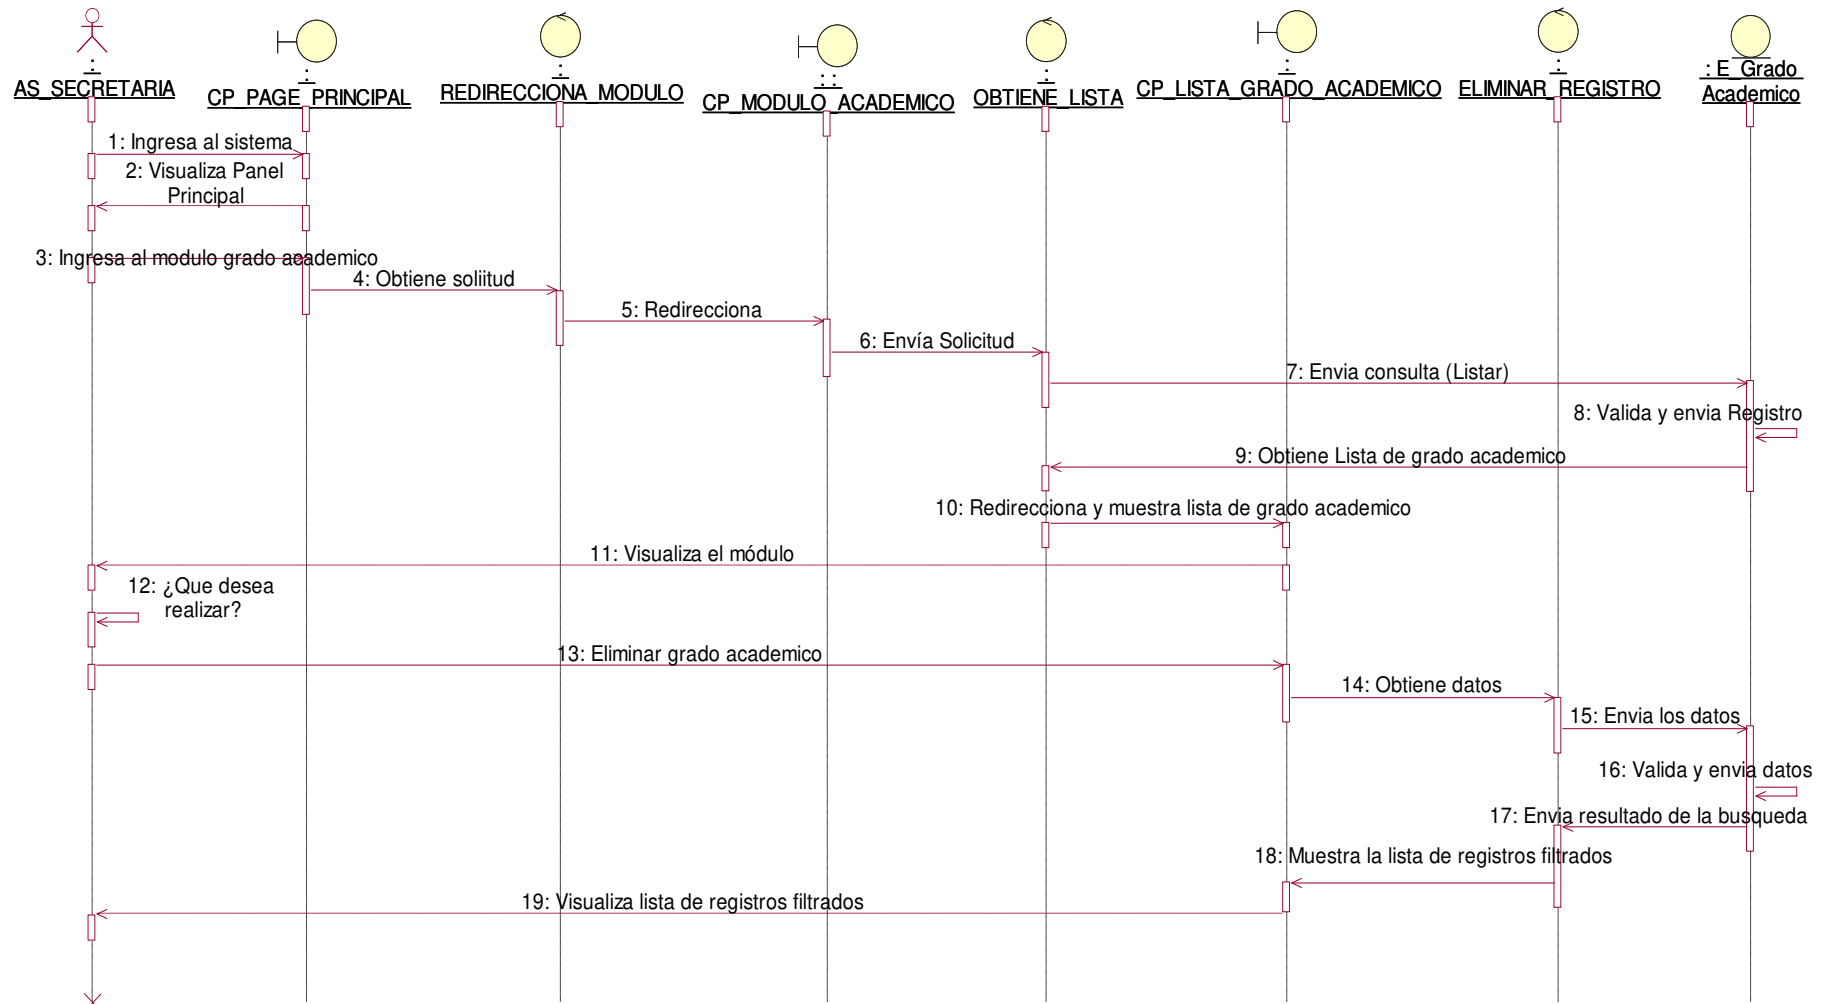 :
AS_SECRETARIA
:
CP_PAGE_PRINCIPAL
:
REDIRECCIONA_MODULO
: :
CP_MODULO_ACADEMICO
:
OBTIENE_LISTA
:
CP_LISTA_GRADO_ACADEMICO
:
ELIMINAR_REGISTRO
: E_Grado
Academico
1: Ingresa al sistema
2: Visualiza Panel
Principal
3: Ingresa al modulo grado academico
4: Obtiene soliitud
5: Redirecciona
6: Envía Solicitud
7: Envia consulta (Listar)
8: Valida y envia Registro
9: Obtiene Lista de grado academico
10: Redirecciona y muestra lista de grado academico
11: Visualiza el módulo
12: ¿Que desea
realizar?
13: Eliminar grado academico
14: Obtiene datos
15: Envia los datos
16: Valida y envia datos
17: Envia resultado de la busqueda
18: Muestra la lista de registros filtrados
19: Visualiza lista de registros filtrados